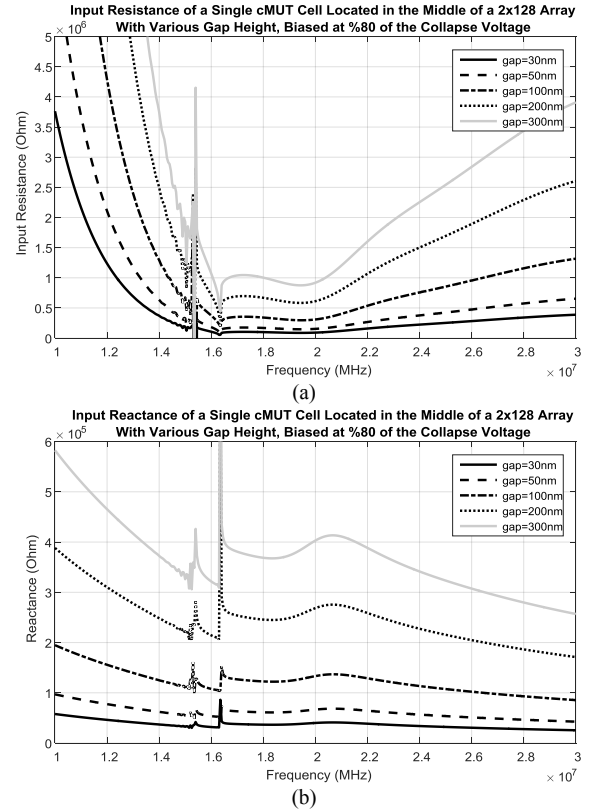 Input Resistance of a Single cMUT Cell Located in the Middle of a 2x128 Array
With Various Gap Height, Biased at %80 of the Collapse Voltage
× 10^6
5
4.5
4
3.5
3
2.5
2
1.5
1
0.5
0
Input Resistance (Ohm)
gap=30nm
gap=50nm
gap=100nm
gap=200nm
gap=300nm
1 1.2 1.4 1.6 1.8 2 2.2 2.4 2.6 2.8 3
Frequency (MHz)
× 10^7
(a)
Input Reactance of a Single cMUT Cell Located in the Middle of a 2x128 Array
With Various Gap Height, Biased at %80 of the Collapse Voltage
× 10^5
6
5
4
3
2
1
0
Reactance (Ohm)
gap=30nm
gap=50nm
gap=100nm
gap=200nm
gap=300nm
1 1.2 1.4 1.6 1.8 2 2.2 2.4 2.6 2.8 3
Frequency (MHz)
× 10^7
(b)